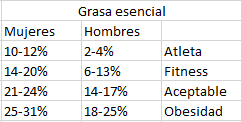 Grasa esencial
Mujeres Hombres
10-12% 2-4% Atleta
14-20% 6-13% Fitness
21-24% 14-17% Aceptable
25-31% 18-25% Obesidad